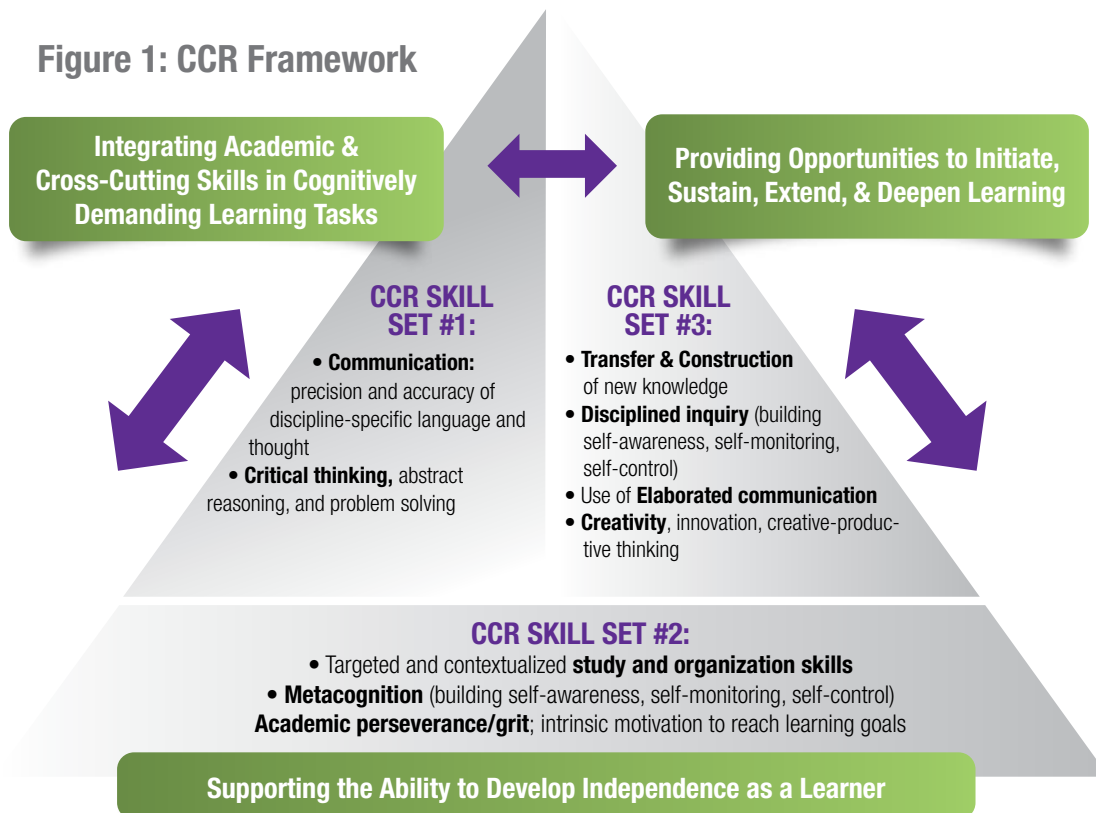 Figure 1: CCR Framework
Integrating Academic &
Cross-Cutting Skills in Cognitively
Demanding Learning Tasks
Providing Opportunities to Initiate,
Sustain, Extend, & Deepen Learning
CCR SKILL
SET #1:
• Communication:
precision and accuracy of
discipline-specific language and
thought
• Critical thinking, abstract
reasoning, and problem solving
CCR SKILL
SET #3:
• Transfer & Construction
of new knowledge
• Disciplined inquiry (building
self-awareness, self-monitoring,
self-control)
• Use of Elaborated communication
• Creativity, innovation, creative-produc-
tive thinking
CCR SKILL SET #2:
• Targeted and contextualized study and organization skills
• Metacognition (building self-awareness, self-monitoring, self-control)
Academic perseverance/grit; intrinsic motivation to reach learning goals
Supporting the Ability to Develop Independence as a Learner